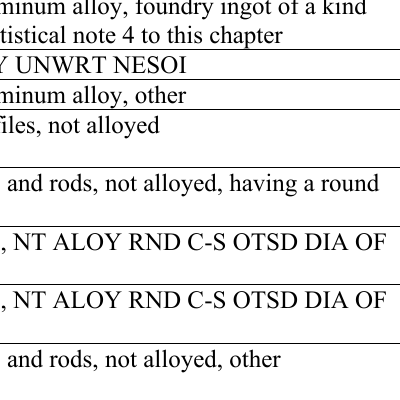 minum alloy, foundry ingot of a kind
tistical note 4 to this chapter
Y UNWRT NESOI
minum alloy, other
files, not alloyed
and rods, not alloyed, having a round
, NT ALOY RND C-S OTSD DIA OF
, NT ALOY RND C-S OTSD DIA OF
and rods, not alloyed, other